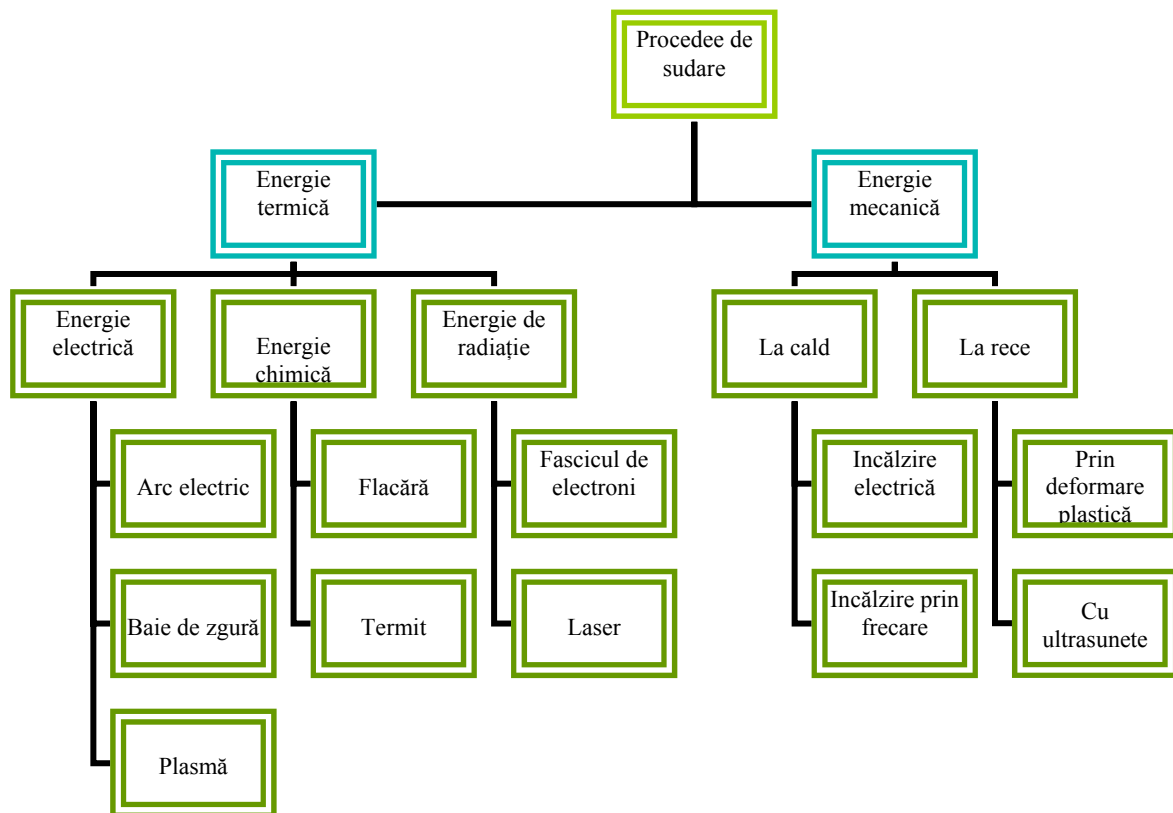 Procedee de
sudare
Energie
termică
Energie
mecanică
Energie
electrică
Energie
chimică
Energie de
radiație
La cald
La rece
Arc electric
Flacără
Fascicul de
electroni
Incălzire
electrică
Prin
deformare
plastică
Baie de zgură
Termit
Laser
Incălzire prin
frecare
Cu
ultrasunete
Plasmă